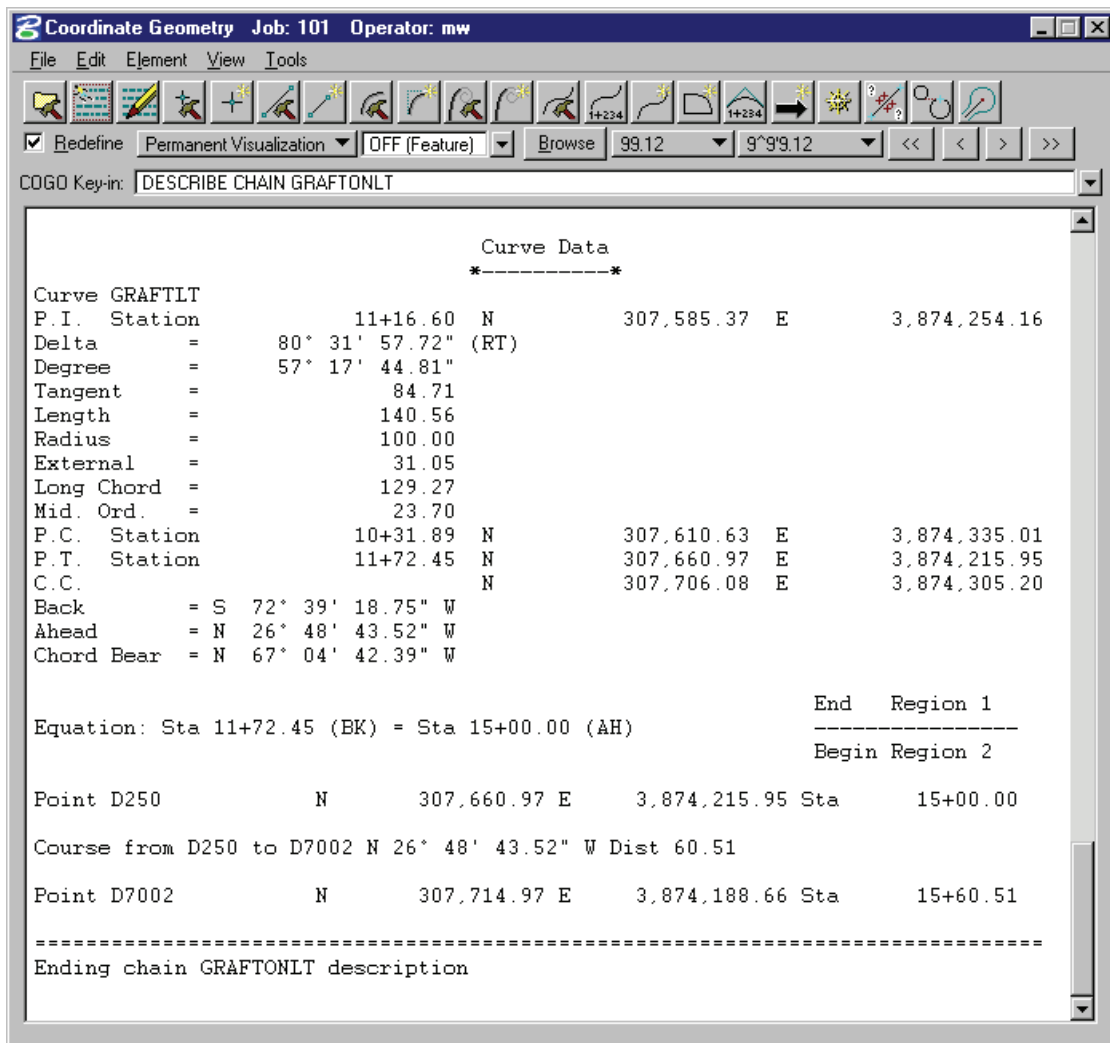 Coordinate Geometry Job: 101 Operator: mw
File Edit Element View Tools
1+234 1+234 ? ?
Redefine Permanent Visualization OFF (Feature) Browse 99.12 9^9'9.12 << < > >>
COGO Key-in: DESCRIBE CHAIN GRAFTONLT
Curve Data
*----------*
Curve GRAFTLT
P.I. Station 11+16.60 N 307,585.37 E 3,874,254.16
Delta = 80° 31' 57.72" (RT)
Degree = 57° 17' 44.81"
Tangent = 84.71
Length = 140.56
Radius = 100.00
External = 31.05
Long Chord = 129.27
Mid. Ord. = 23.70
P.C. Station 10+31.89 N 307,610.63 E 3,874,335.01
P.T. Station 11+72.45 N 307,660.97 E 3,874,215.95
C.C. N 307,706.08 E 3,874,305.20
Back = S 72° 39' 18.75" W
Ahead = N 26° 48' 43.52" W
Chord Bear = N 67° 04' 42.39" W
End Region 1
Equation: Sta 11+72.45 (BK) = Sta 15+00.00 (AH) ----------------
Begin Region 2
Point D250 N 307,660.97 E 3,874,215.95 Sta 15+00.00
Course from D250 to D7002 N 26° 48' 43.52" W Dist 60.51
Point D7002 N 307,714.97 E 3,874,188.66 Sta 15+60.51
===============================================================================
Ending chain GRAFTONLT description